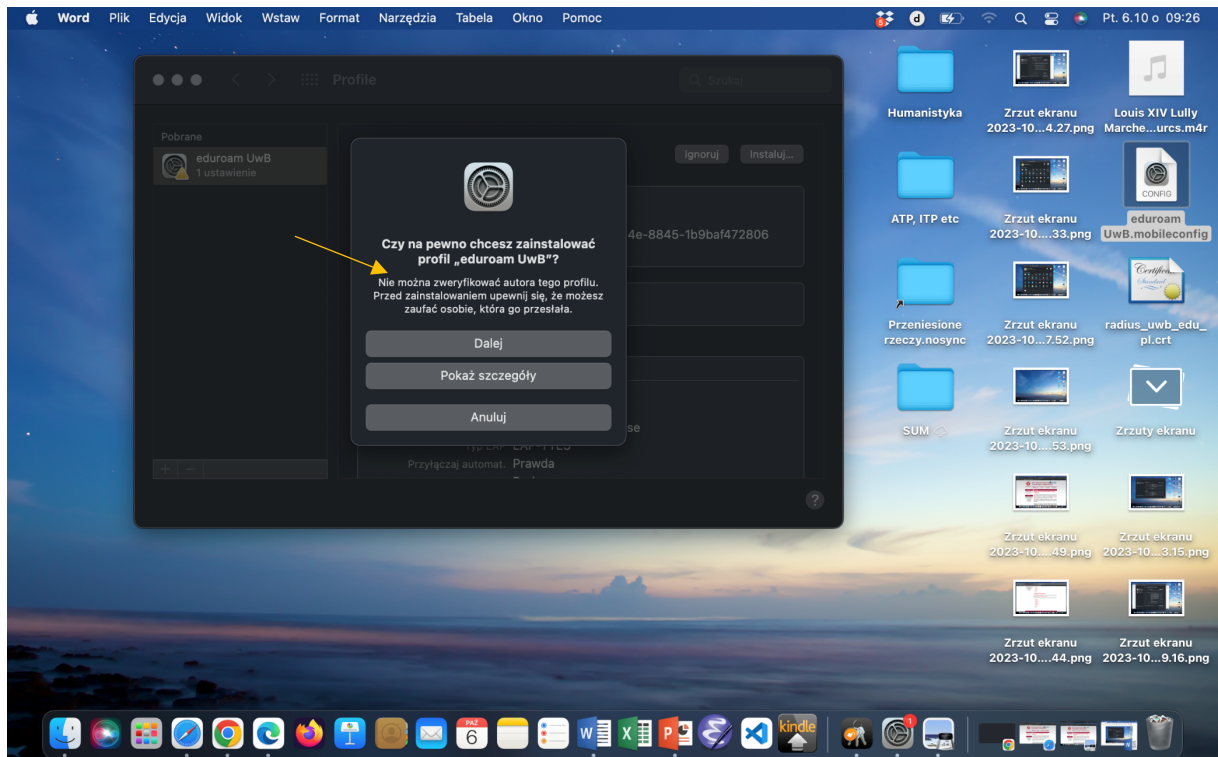 Word Plik Edycja Widok Wstaw Format Narzędzia Tabela Okno Pomoc
5 d Pt. 6.10 o 09:26
Profile
Szukaj
Pobrane
eduroam UwB
1 ustawienie
Ignoruj Instaluj...
4e-8845-1b9baf472806
Czy na pewno chcesz zainstalować
profil „eduroam UwB"?
Nie można zweryfikować autora tego profilu.
Przed zainstalowaniem upewnij się, że możesz
zaufać osobie, która go przesłała.
Dalej
Pokaż szczegóły
Anuluj
se
Przyłączaj automat. Prawda
+ −
?
Humanistyka
Zrzut ekranu
2023-10...4.27.png
Louis XIV Lully
Marche...urcs.m4r
ATP, ITP etc
Zrzut ekranu
2023-10....33.png
CONFIG
eduroam
UwB.mobileconfig
Przeniesione
rzeczy.nosync
Zrzut ekranu
2023-10...7.52.png
radius_uwb_edu_
pl.crt
SUM
Zrzut ekranu
2023-10....53.png
Zrzuty ekranu
Zrzut ekranu
2023-10....49.png
Zrzut ekranu
2023-10...3.15.png
Zrzut ekranu
2023-10....44.png
Zrzut ekranu
2023-10...9.16.png
PAŹ
6
W
X
P
kindle
1